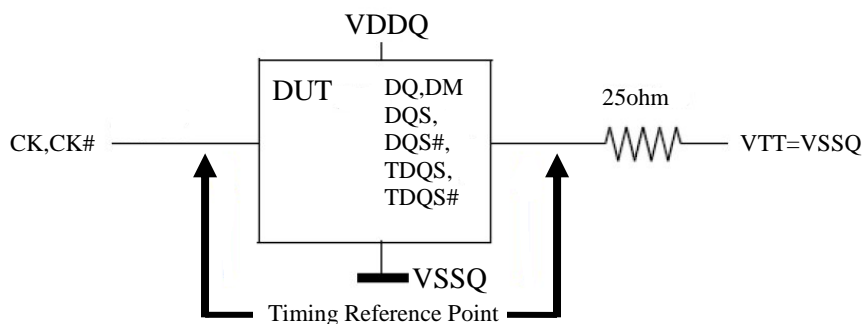 VDDQ
DUT
DQ,DM
DQS,
DQS#,
TDQS,
TDQS#
CK,CK#
25ohm
VTT=VSSQ
VSSQ
Timing Reference Point